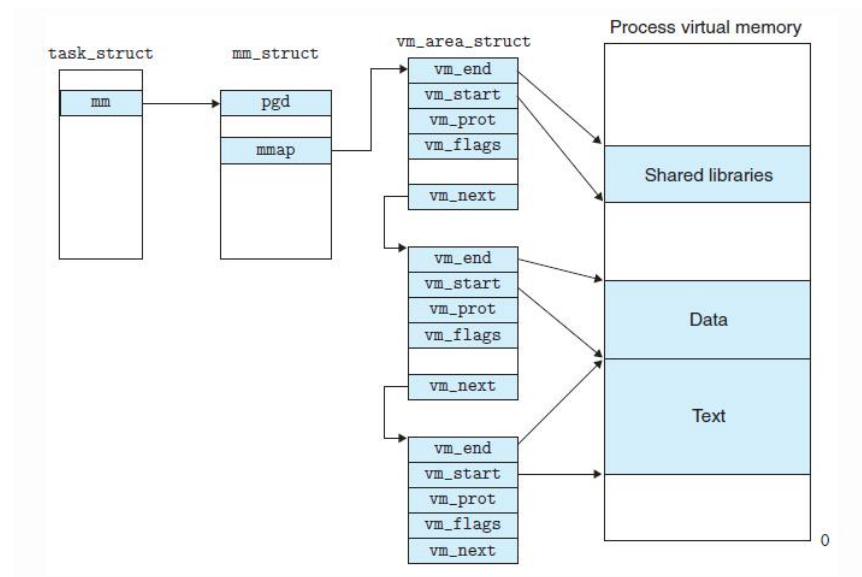 Process virtual memory
task_struct
mm_struct
vm_area_struct
mm
pgd
mmap
vm_end
vm_start
vm_prot
vm_flags
vm_next
vm_end
vm_start
vm_prot
vm_flags
vm_next
vm_end
vm_start
vm_prot
vm_flags
vm_next
Shared libraries
Data
Text
0